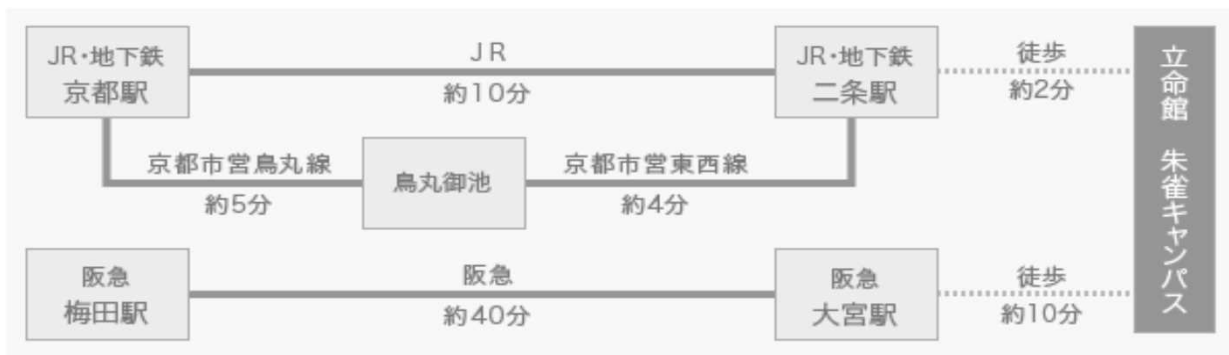 JR・地下鉄
京都駅
JR
約10分
JR・地下鉄
二条駅
徒歩
約2分
京都市営烏丸線
約5分
烏丸御池
京都市営東西線
約4分
阪急
梅田駅
阪急
約40分
阪急
大宮駅
徒歩
約10分
立命館 朱雀キャンパス